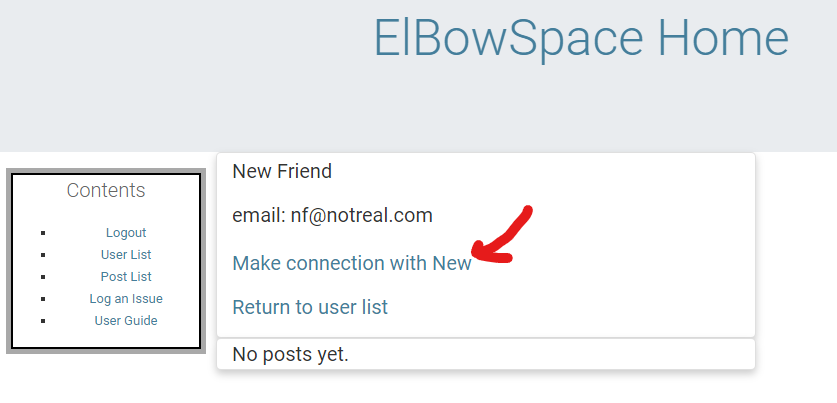 ElBowSpace Home
Contents
Logout
User List
Post List
Log an Issue
User Guide
New Friend
email: nf@notreal.com
Make connection with New
Return to user list
No posts yet.